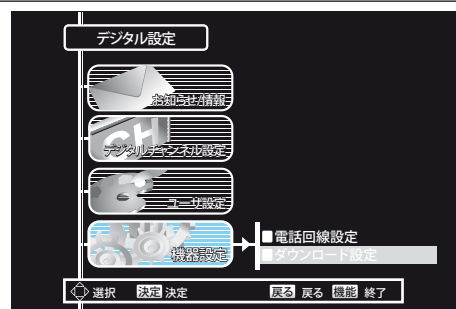 デジタル設定
お知らせ/情報
CH
デジタルチャンネル設定
ユーザ設定
機器設定
■電話回線設定
■ダウンロード設定
選択 決定 決定 戻る 戻る 機能 終了